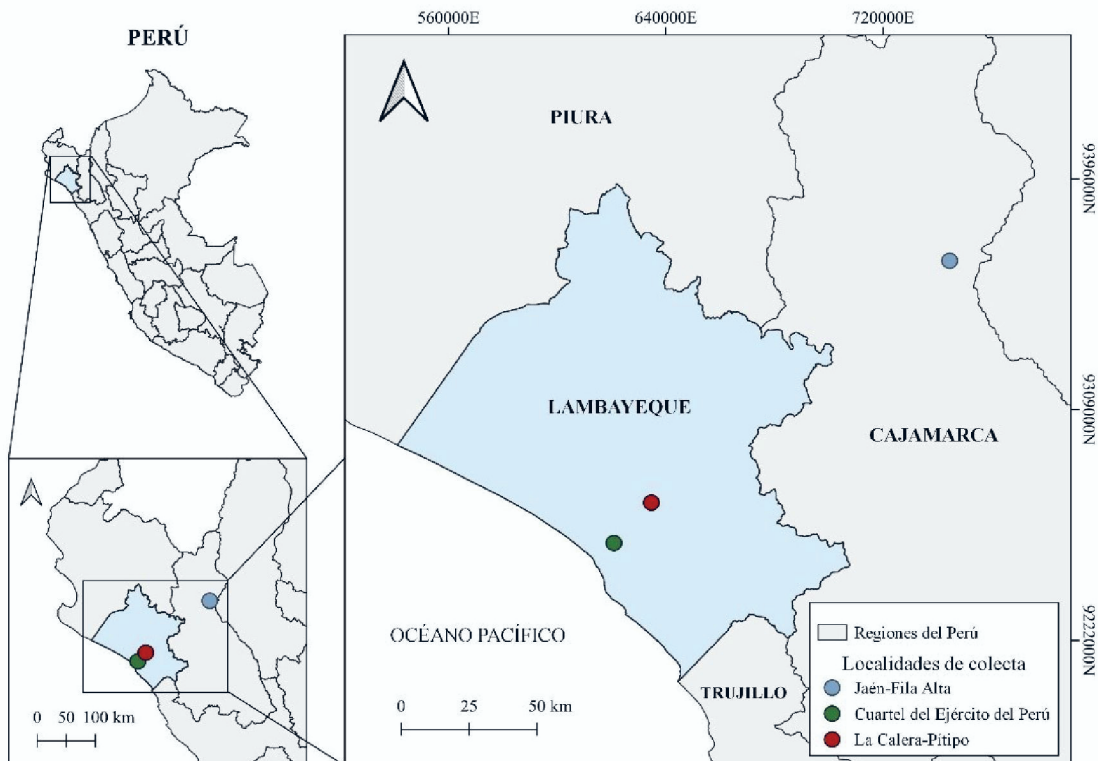 PERÚ
560000E
640000E
720000E
PIURA
9396000N
LAMBAYEQUE
9309000N
CAJAMARCA
OCÉANO PACÍFICO
9222000N
TRUJILLO
0 50 100 km
0 25 50 km
Regiones del Perú
Localidades de colecta
Jaén-Fila Alta
Cuartel del Ejército del Perú
La Calera-Pítipo